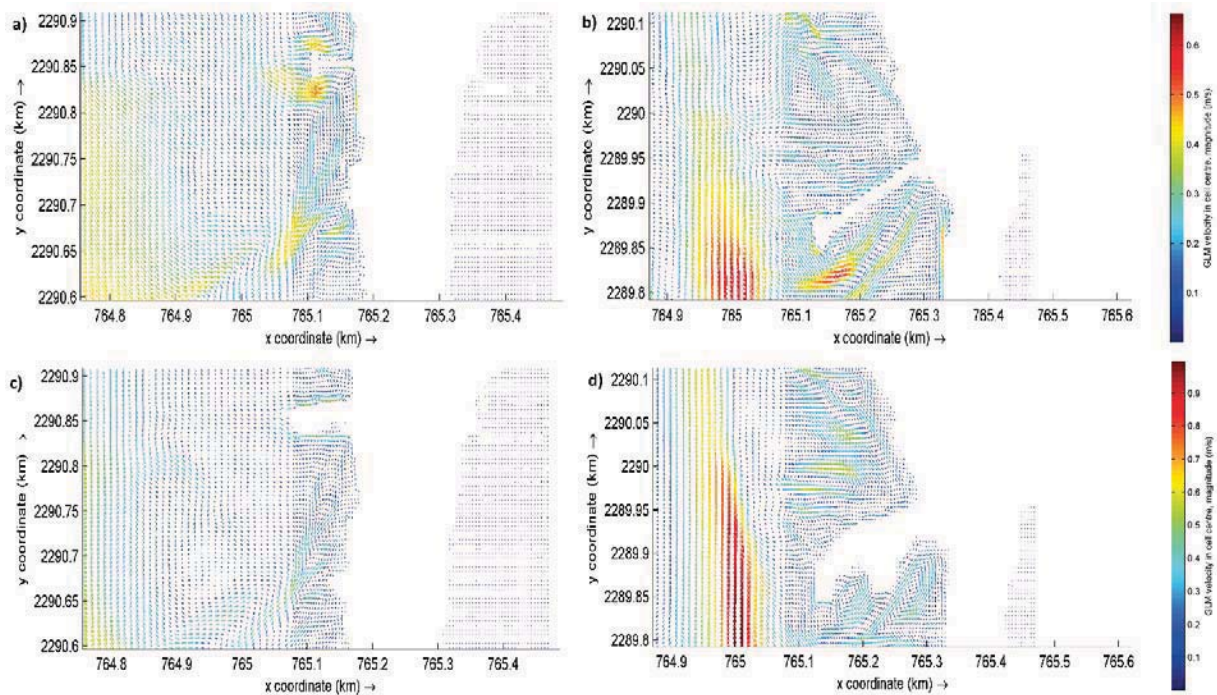 a)
2290.9
2290.85
2290.8
2290.75
2290.7
2290.65
2290.6
y coordinate (km) →
764.8 764.9 765 765.1 765.2 765.3 765.4
x coordinate (km) →
b)
2290.1
2290.05
2290
2289.95
2289.9
2289.85
2289.8
y coordinate (km) →
764.9 765 765.1 765.2 765.3 765.4 765.5 765.6
x coordinate (km) →
0.6
0.5
0.4
0.3
0.2
0.1
GLM velocity in cell centre, magnitude (m/s)
c)
2290.9
2290.85
2290.8
2290.75
2290.7
2290.65
2290.6
y coordinate (km) >
764.8 764.9 765 765.1 765.2 765.3 765.4
x coordinate (km) →
d)
2290.1
2290.05
2290
2289.95
2289.9
2289.85
2289.8
y coordinate (km) →
764.9 765 765.1 765.2 765.3 765.4 765.5 765.6
x coordinate (km) →
0.9
0.8
0.7
0.6
0.5
0.4
0.3
0.2
0.1
GLM velocity in cell centre, magnitude (m/s)